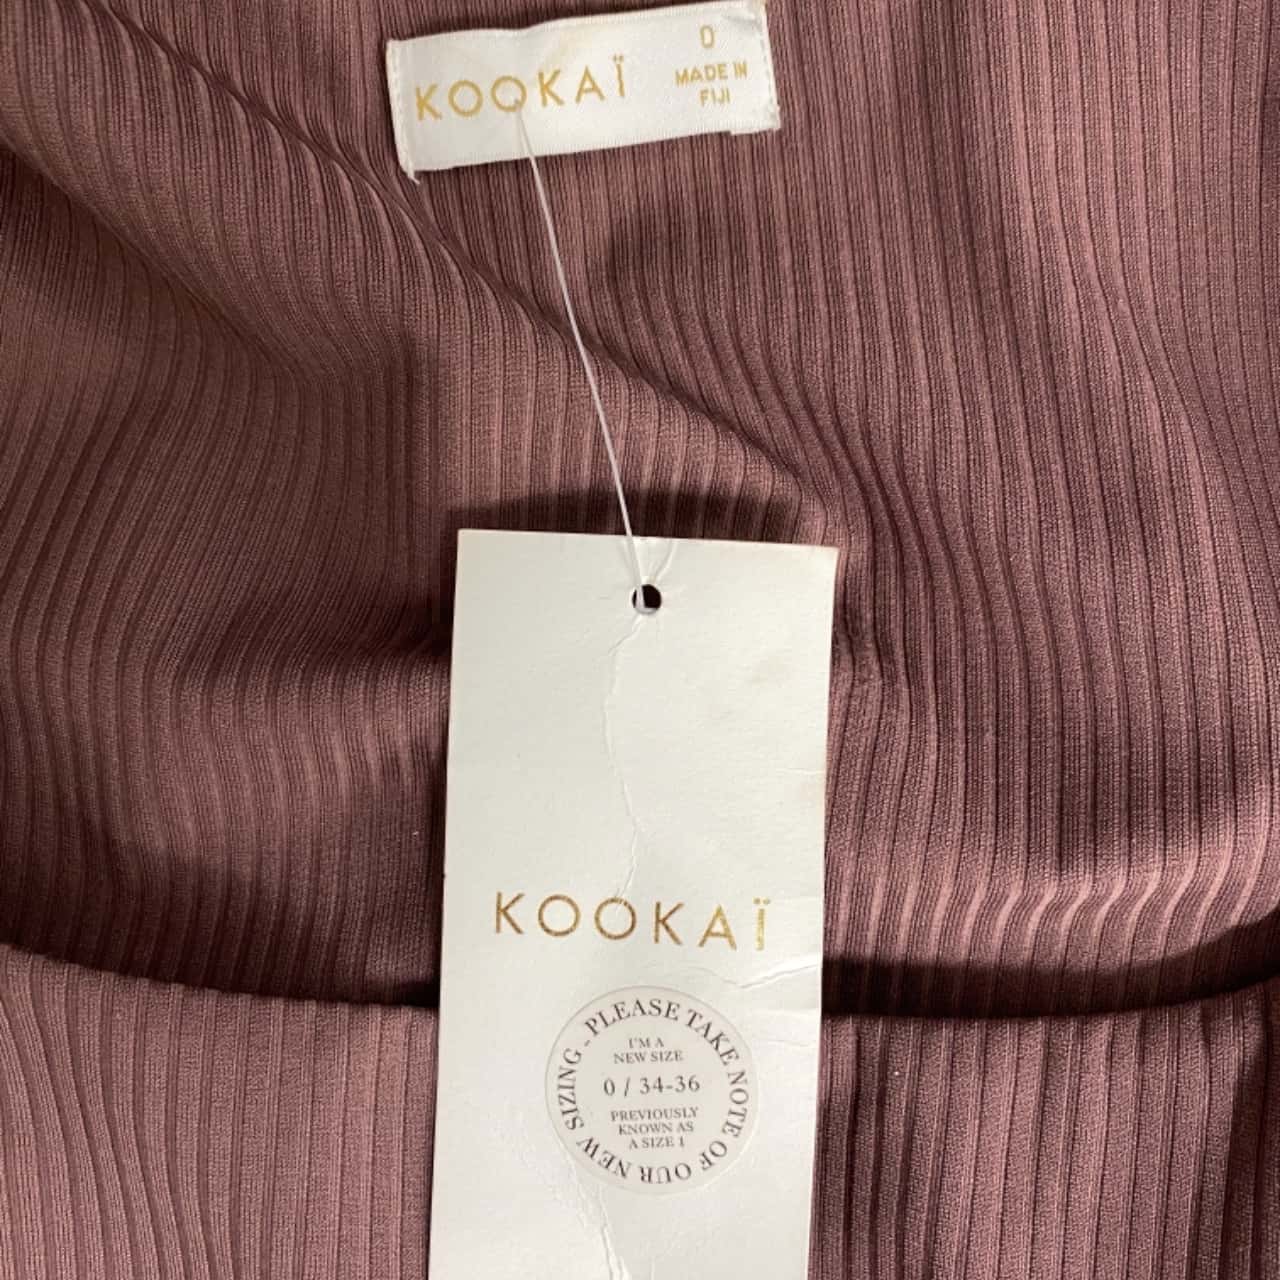 KOOKAÏ
0
MADE IN
FIJI
KOOKAÏ
PLEASE TAKE NOTE OF OUR NEW SIZING -
I'M A
NEW SIZE
0 / 34-36
PREVIOUSLY
KNOWN AS
A SIZE 1